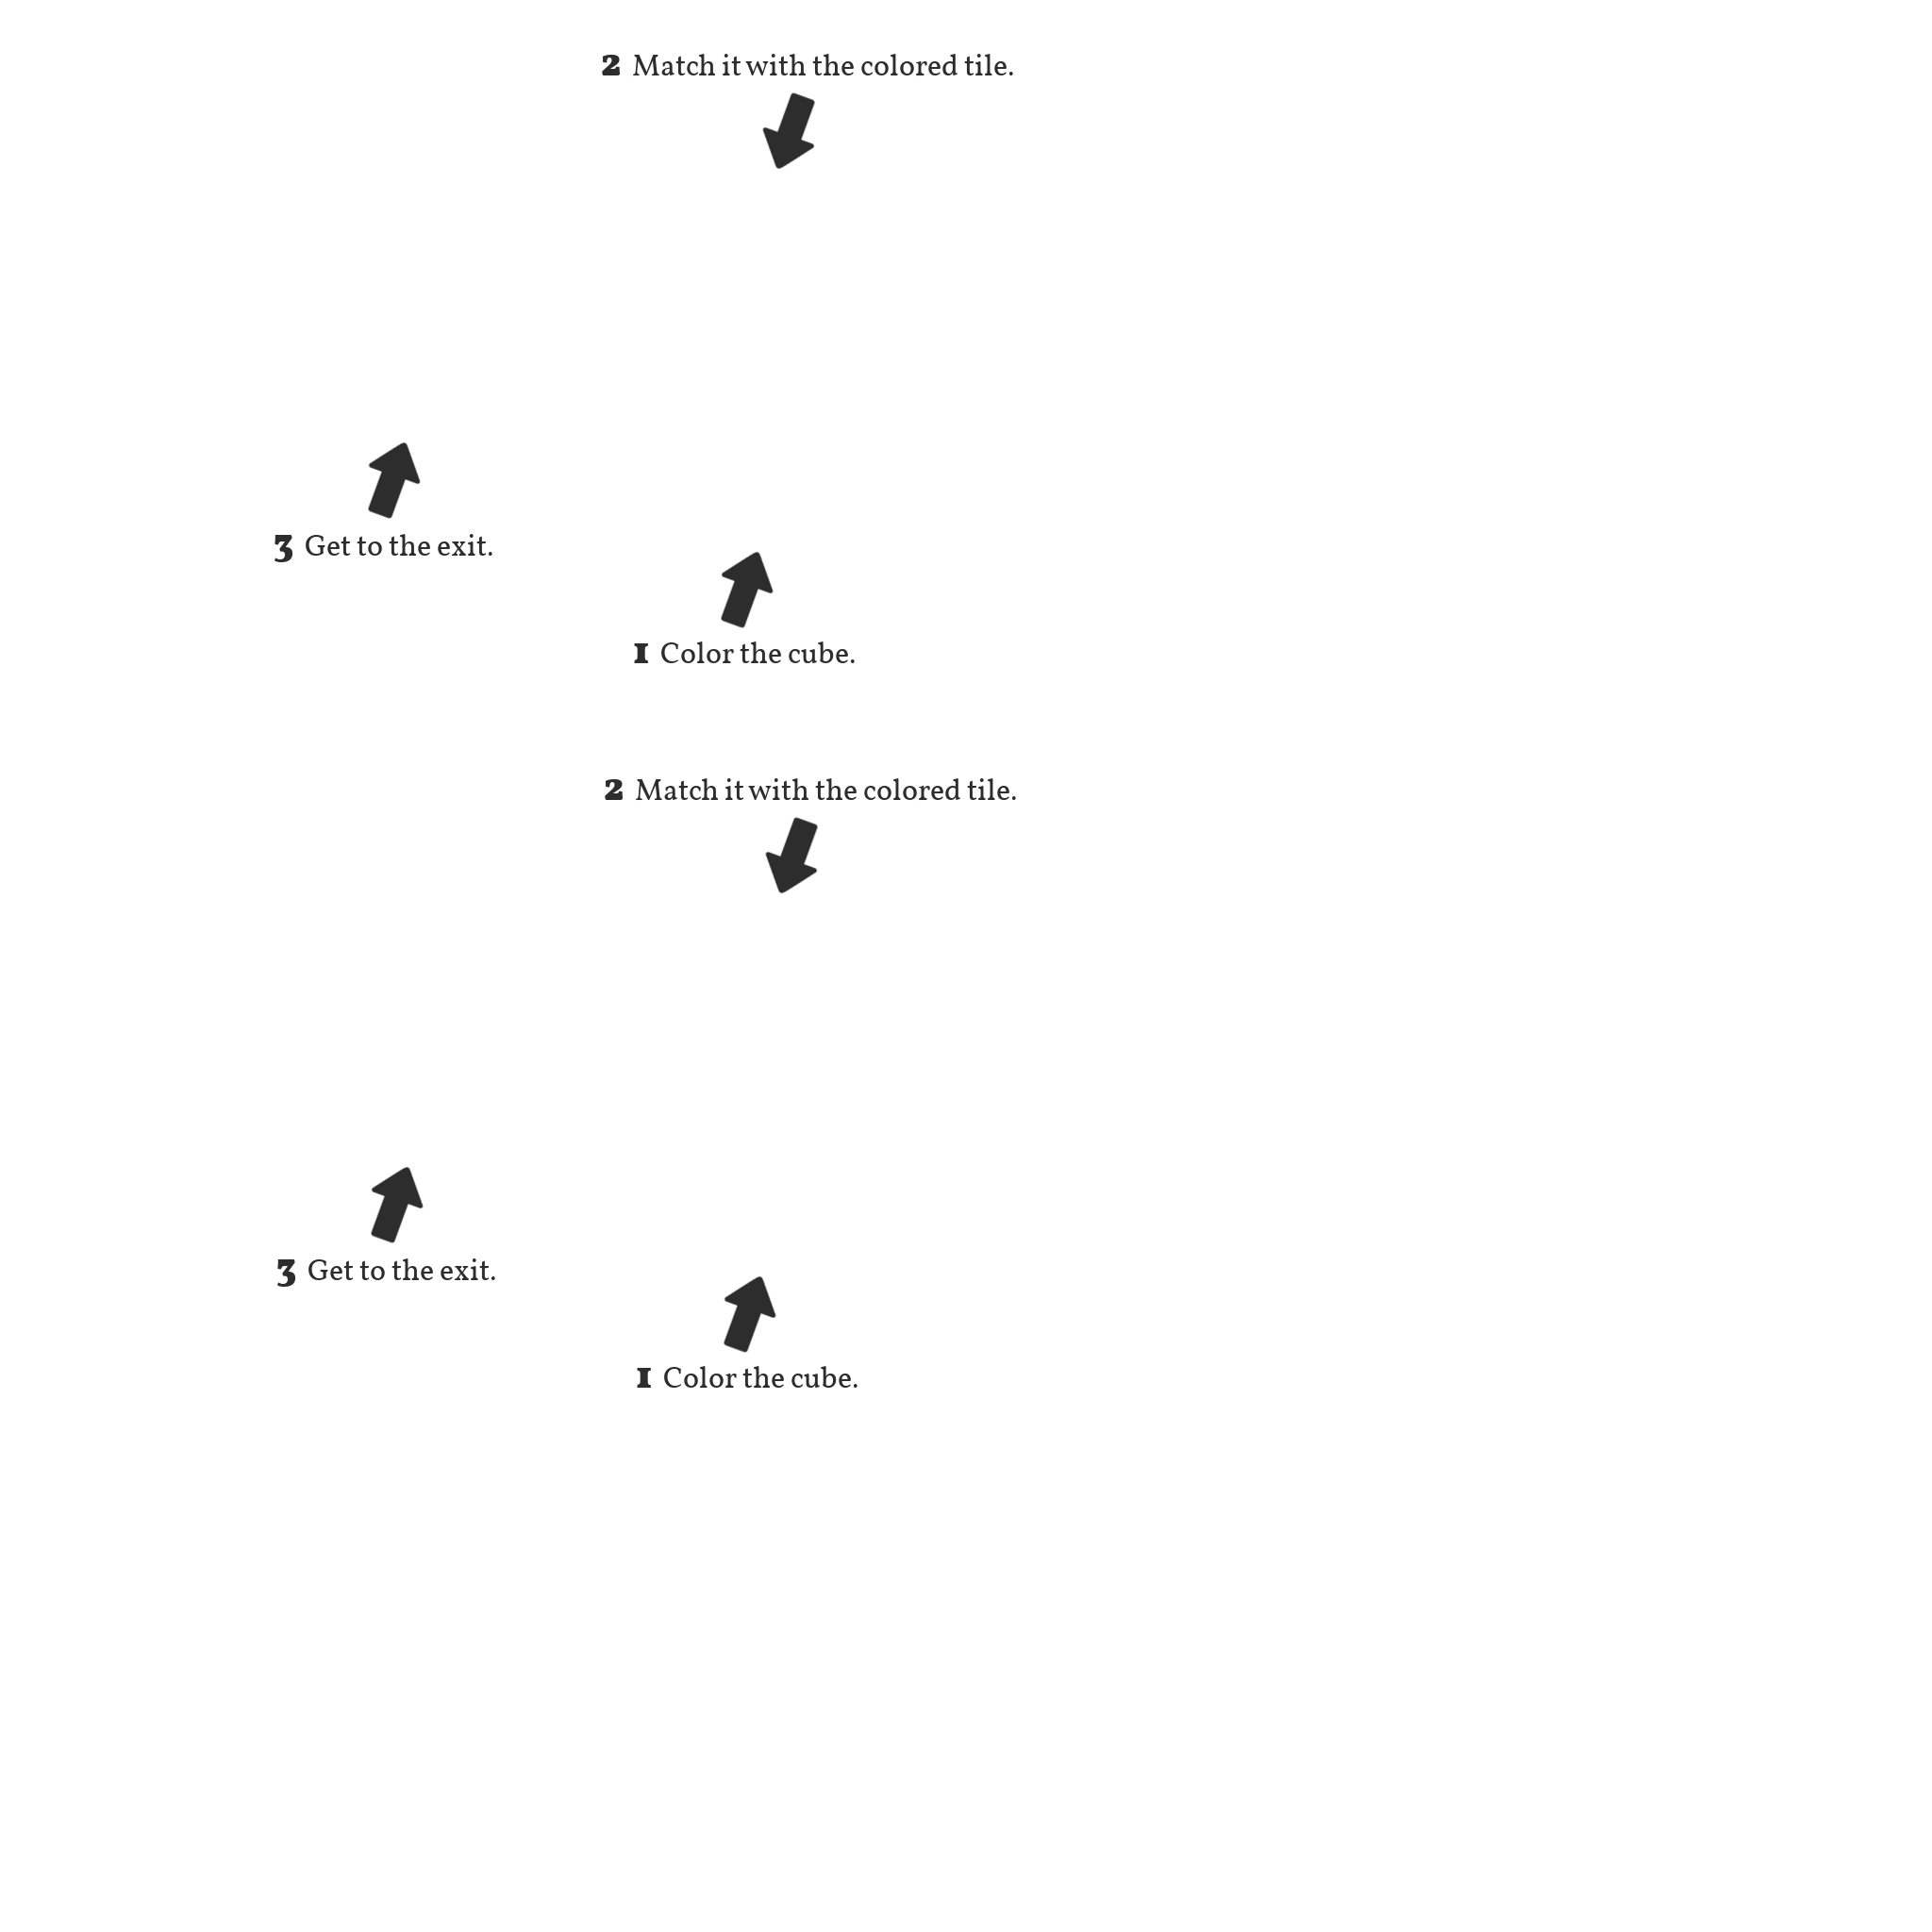 2 Match it with the colored tile.
3 Get to the exit.
1 Color the cube.
2 Match it with the colored tile.
3 Get to the exit.
1 Color the cube.